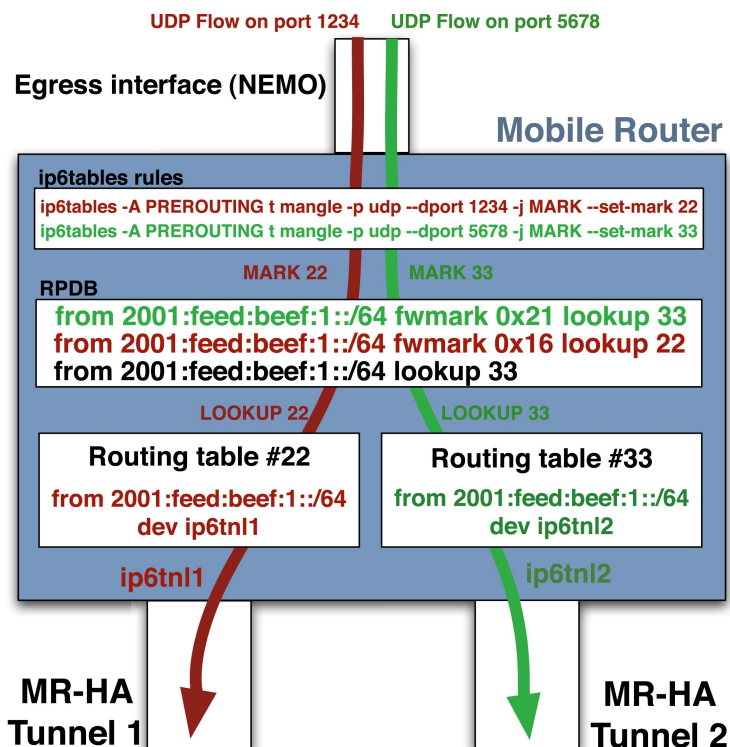 UDP Flow on port 1234
UDP Flow on port 5678
Egress interface (NEMO)
Mobile Router
ip6tables rules
ip6tables -A PREROUTING t mangle -p udp --dport 1234 -j MARK --set-mark 22
ip6tables -A PREROUTING t mangle -p udp --dport 5678 -j MARK --set-mark 33
MARK 22
MARK 33
RPDB
from 2001:feed:beef:1::/64 fwmark 0x21 lookup 33
from 2001:feed:beef:1::/64 fwmark 0x16 lookup 22
from 2001:feed:beef:1::/64 lookup 33
LOOKUP 22
LOOKUP 33
Routing table #22
from 2001:feed:beef:1::/64
dev ip6tnl1
Routing table #33
from 2001:feed:beef:1::/64
dev ip6tnl2
ip6tnl1
ip6tnl2
MR-HA
Tunnel 1
MR-HA
Tunnel 2